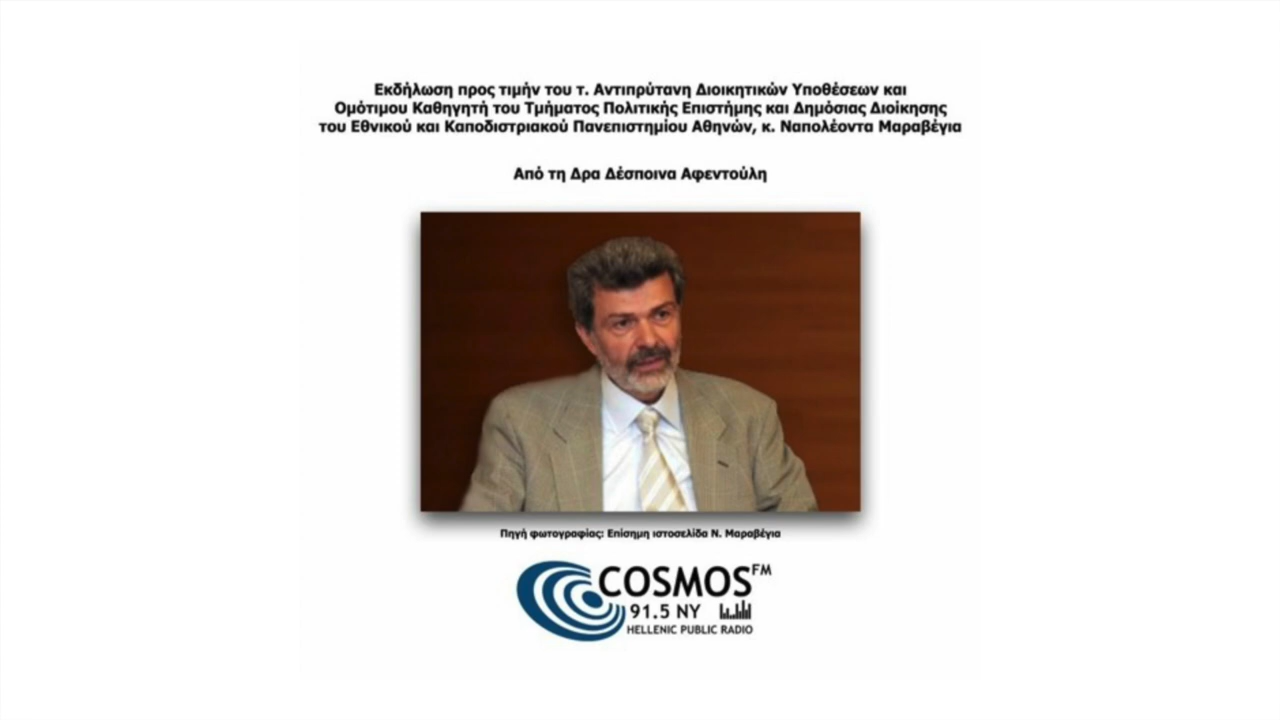 Εκδήλωση προς τιμήν του τ. Αντιπρύτανη Διοικητικών Υποθέσεων και
Ομότιμου Καθηγητή του Τμήματος Πολιτικής Επιστήμης και Δημόσιας Διοίκησης
του Εθνικού και Καποδιστριακού Πανεπιστημίου Αθηνών, κ. Ναπολέοντα Μαραβέγια
Από τη Δρα Δέσποινα Αφεντούλη
Πηγή φωτογραφίας: Επίσημη ιστοσελίδα Ν. Μαραβέγια
COSMOS FM
91.5 NY
HELLENIC PUBLIC RADIO